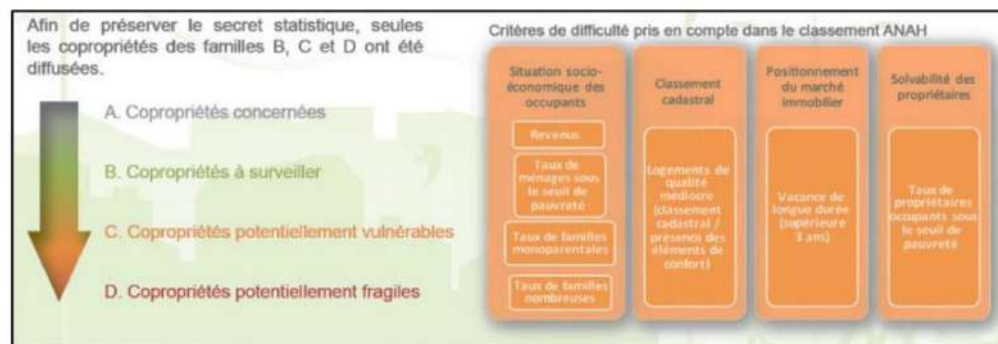 Afin de préserver le secret statistique, seules
les copropriétés des familles B, C et D ont été
diffusées.
A. Copropriétés concernées
B. Copropriétés à surveiller
C. Copropriétés potentiellement vulnérables
D. Copropriétés potentiellement fragiles
Critères de difficulté pris en compte dans le classement ANAH
Situation socio-
économique des
occupants
Revenus
Taux de
ménages sous
le seuil de
pauvreté
Taux de familles
monoparentales
Taux de familles
nombreuses
Classement
cadastral
Logements de
qualité
médiocre
(classement
cadastral /
présence des
éléments de
confort)
Positionnement
du marché
immobilier
Vacance de
longue durée
(supérieure
3 ans)
Solvabilité des
propriétaires
Taux de
propriétaires
occupants sous
le seuil de
pauvreté